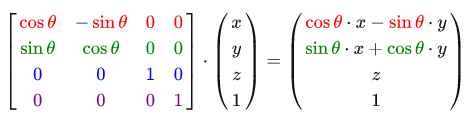 [ cos θ  − sin θ  0  0 ]   ( x )   ( cos θ · x − sin θ · y )
[ sin θ  cos θ  0  0 ] · ( y ) = ( sin θ · x + cos θ · y )
[ 0  0  1  0 ]   ( z )   ( z )
[ 0  0  0  1 ]   ( 1 )   ( 1 )